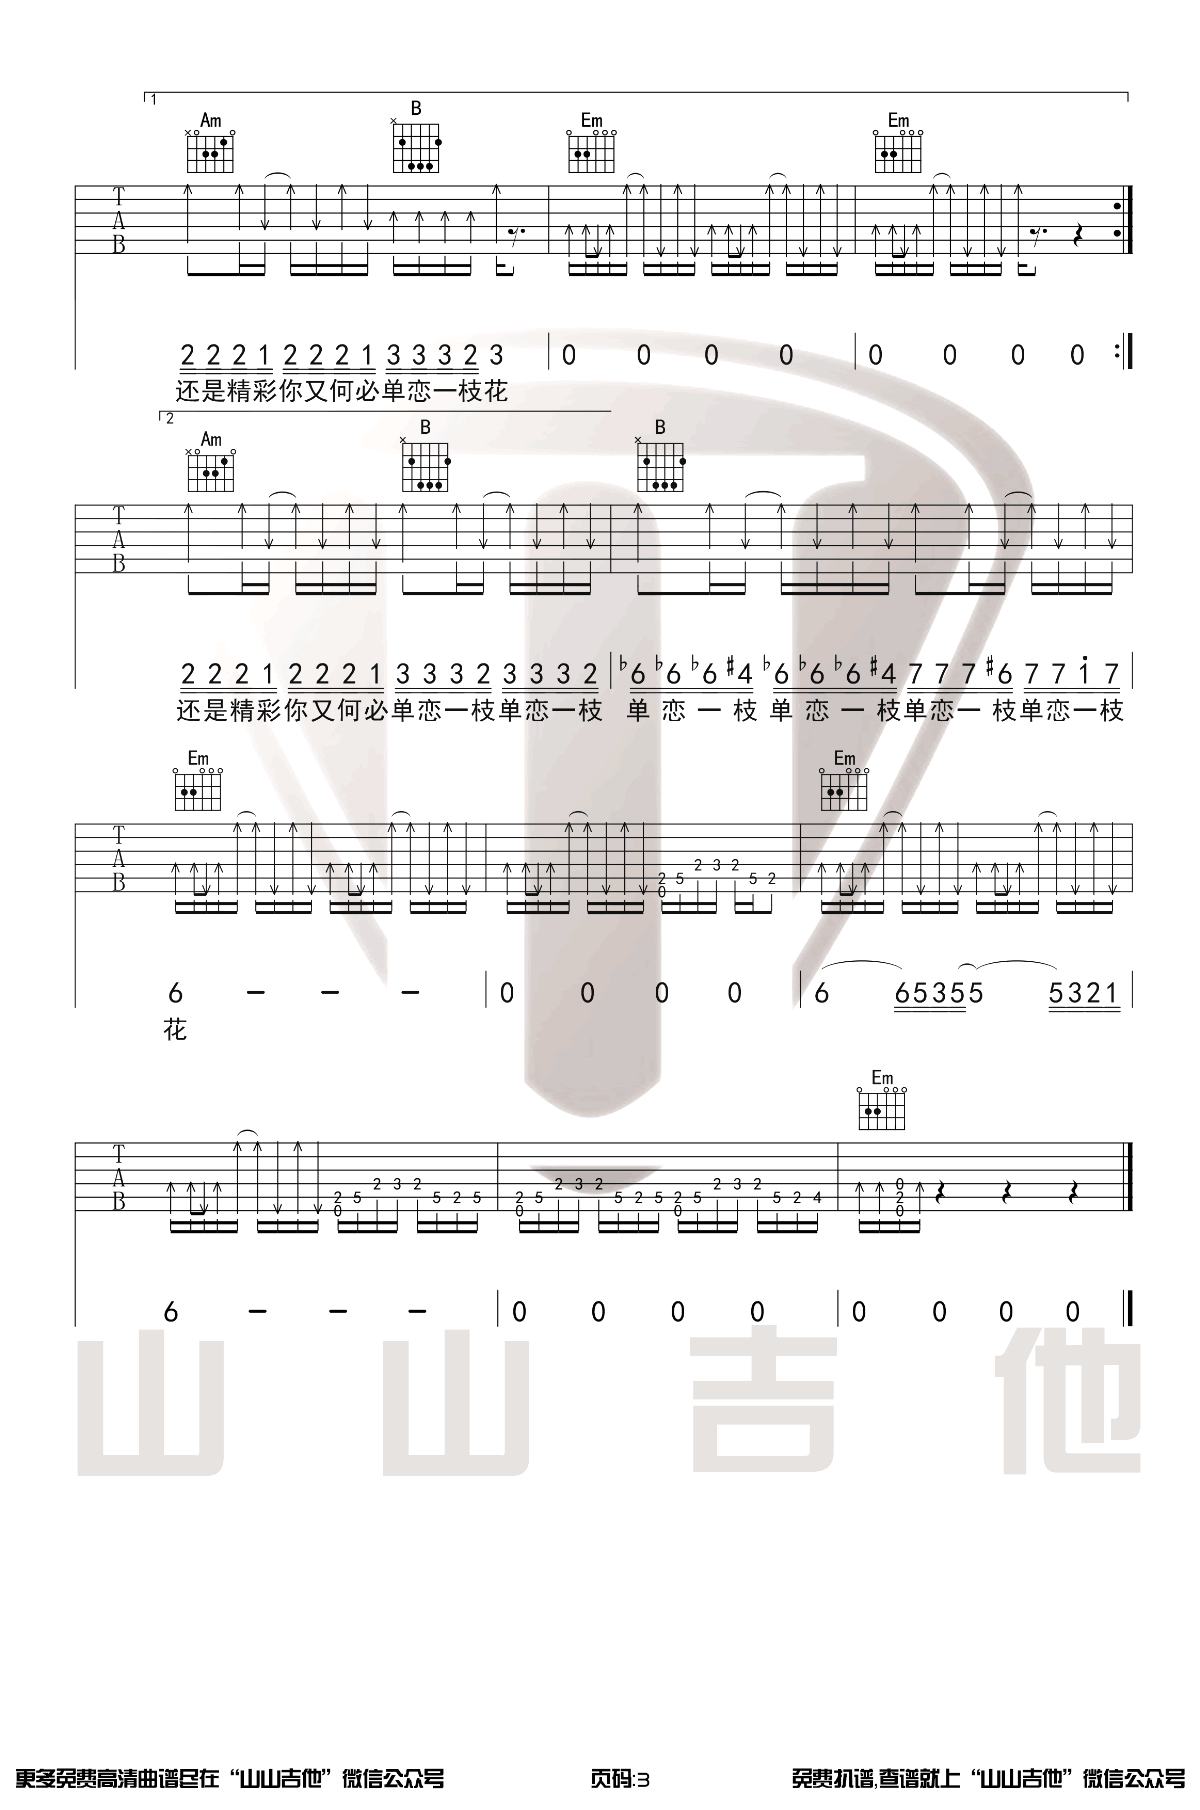 1
Am B Em Em
T
A
B
2 2 2 1 2 2 2 1 3 3 3 2 3 0 0 0 0 0 0 0 0
还是精彩你又何必单恋一枝花
2
Am B B
T
A
B
2 2 2 1 2 2 2 1 3 3 3 2 3 3 3 2 ♭6 ♭6 ♭6 ♯4 ♭6 ♭6 ♭6 ♯4 7 7 7 ♯6 7 7 1 7
还是精彩你又何必单恋一枝单恋一枝 单恋一枝单恋一枝单恋一枝单恋一枝
Em Em
T
A
B
2 0 5 2 3 2 5 2
6 - - - 0 0 0 0 6 6 5 3 5 5 5 3 2 1
花
Em
T
A
B
2 0 5 2 3 2 5 2 5 2 0 5 2 3 2 5 2 5 2 0 5 2 3 2 5 2 4 0 2 0
6 - - - 0 0 0 0 0 0 0 0
山山吉他
更多免费高清曲谱尽在“山山吉他”微信公众号 页码:3 免费扒谱,查谱就上“山山吉他”微信公众号